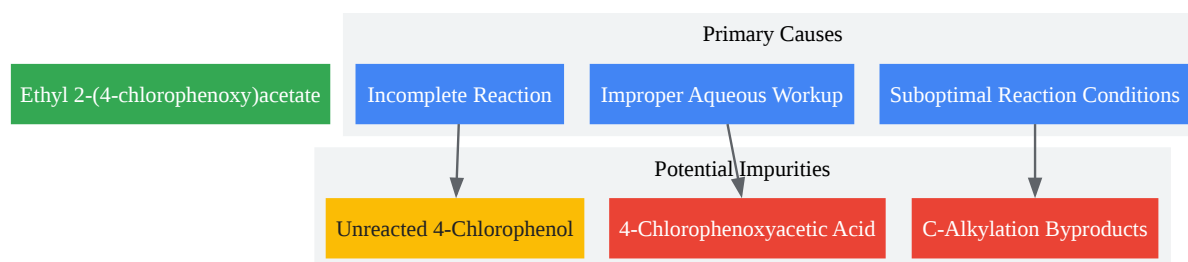 Primary Causes
Ethyl 2-(4-chlorophenoxy)acetate
Incomplete Reaction
Improper Aqueous Workup
Suboptimal Reaction Conditions
Potential Impurities
Unreacted 4-Chlorophenol
4-Chlorophenoxyacetic Acid
C-Alkylation Byproducts